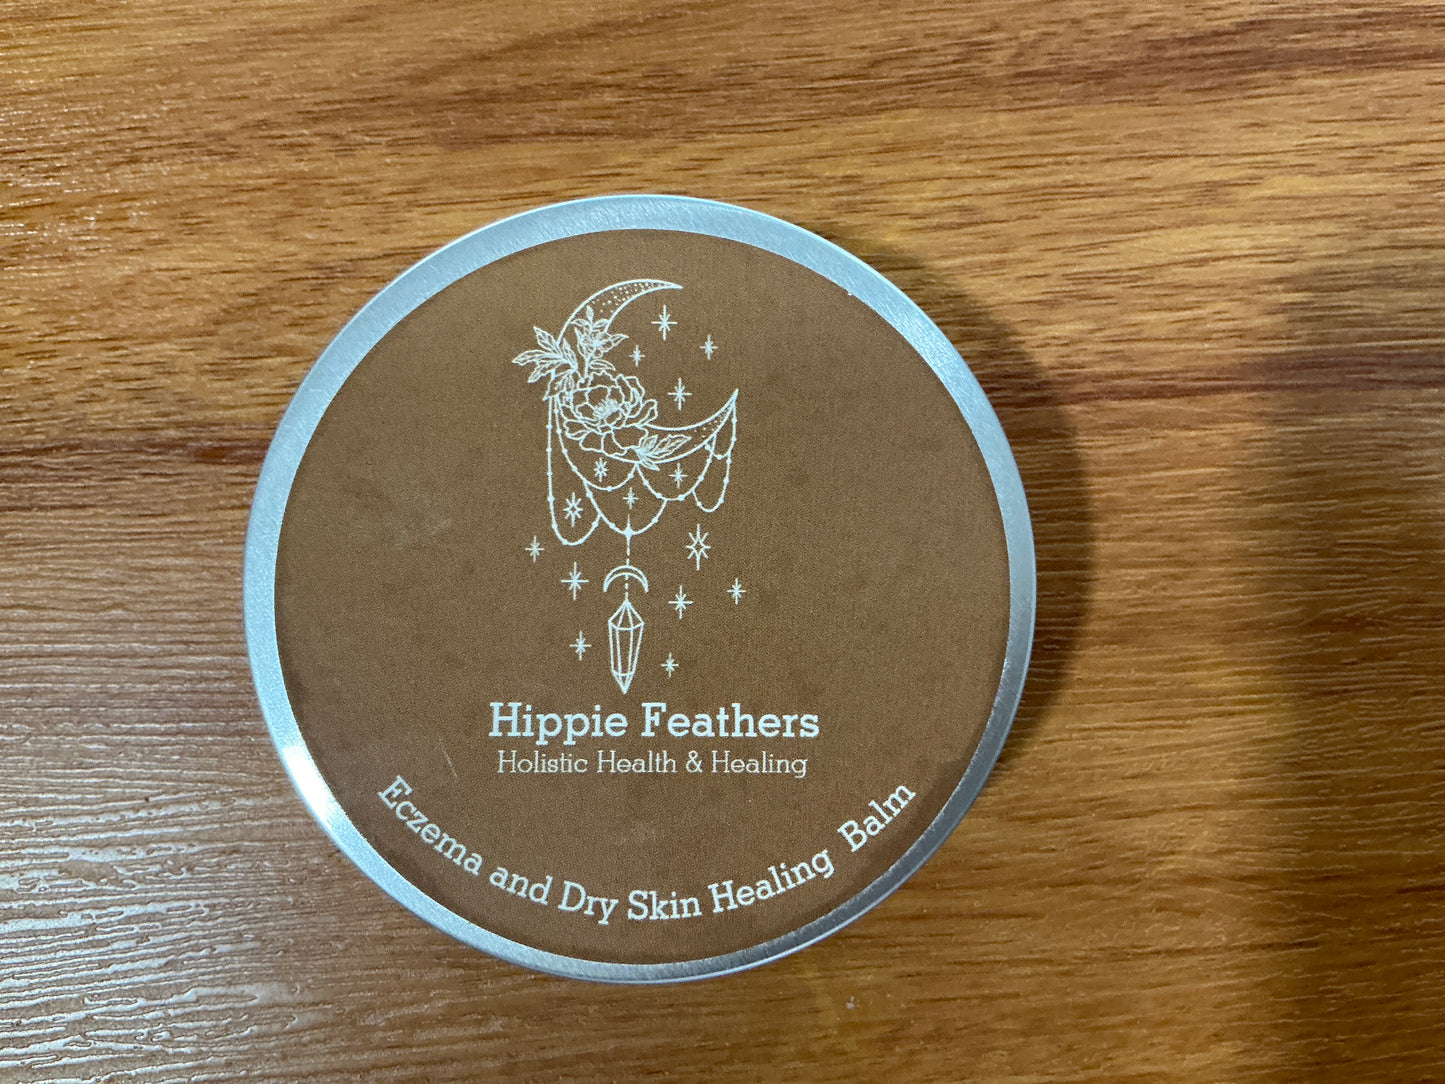 Hippie Feathers
Holistic Health & Healing
Eczema and Dry Skin Healing Balm